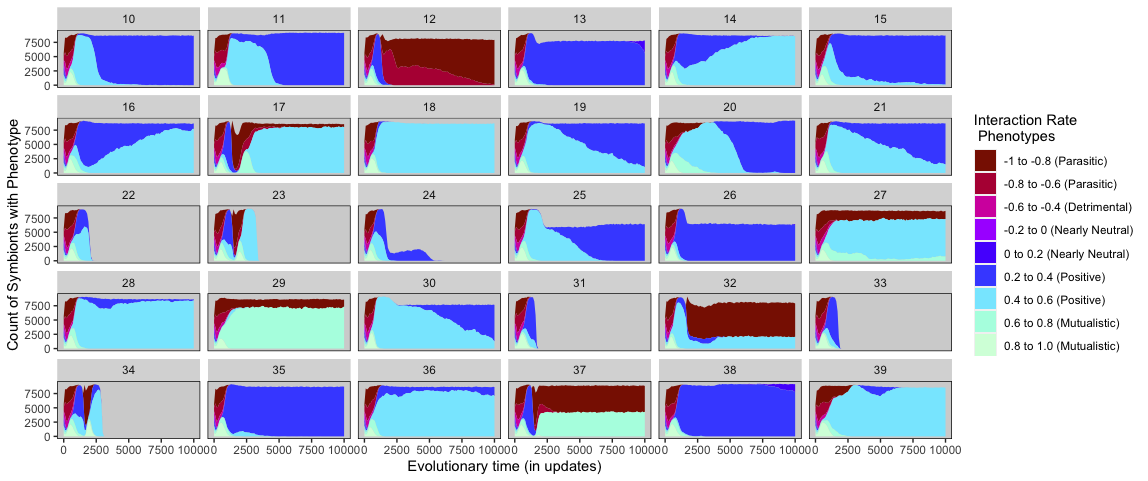 10 11 12 13 14 15
7500
5000
2500
0
16 17 18 19 20 21
7500
5000
2500
0
22 23 24 25 26 27
7500
5000
2500
0
28 29 30 31 32 33
7500
5000
2500
0
34 35 36 37 38 39
7500
5000
2500
0
0 2500 5000 7500 10000 0 2500 5000 7500 10000 0 2500 5000 7500 10000 0 2500 5000 7500 10000 0 2500 5000 7500 10000 0 2500 5000 7500 10000
Evolutionary time (in updates)
Count of Symbionts with Phenotype
Interaction Rate
Phenotypes
-1 to -0.8 (Parasitic)
-0.8 to -0.6 (Parasitic)
-0.6 to -0.4 (Detrimental)
-0.2 to 0 (Nearly Neutral)
0 to 0.2 (Nearly Neutral)
0.2 to 0.4 (Positive)
0.4 to 0.6 (Positive)
0.6 to 0.8 (Mutualistic)
0.8 to 1.0 (Mutualistic)